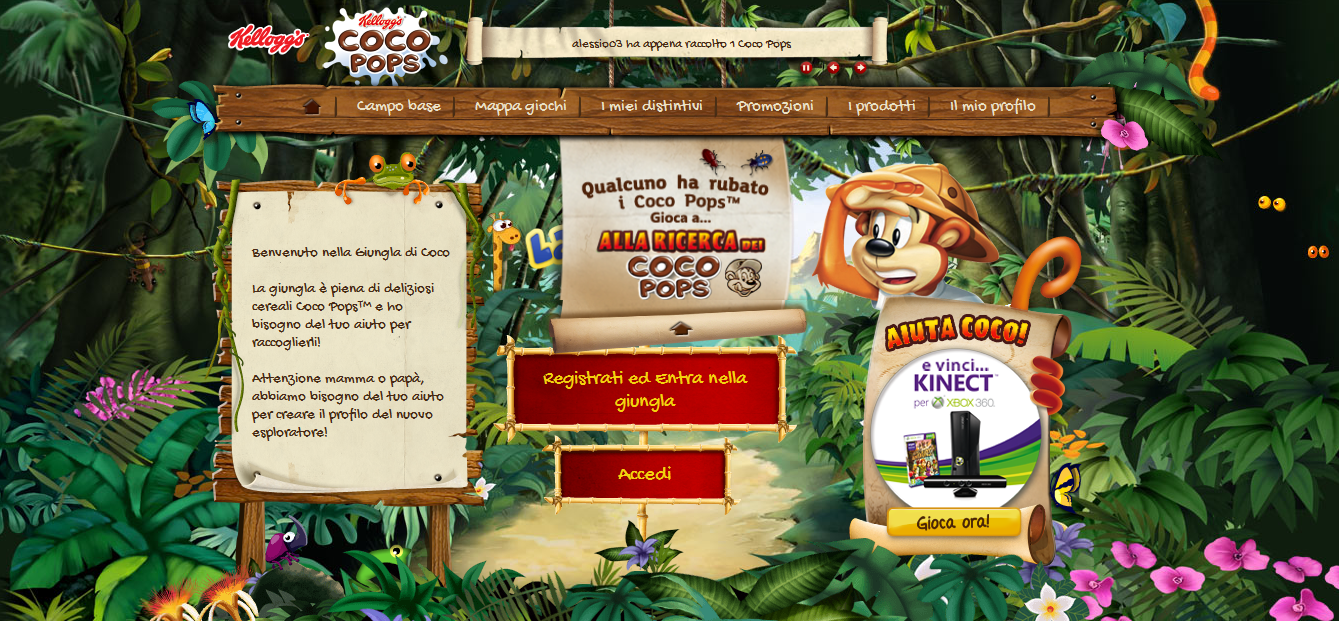 Kellogg's
Kellogg's
COCO
POPS
alessio03 ha appena raccolto 1 Coco Pops
Campo base
Mappa giochi
I miei distintivi
Promozioni
I prodotti
Il mio profilo
Benvenuto nella Giungla di Coco
La giungla è piena di deliziosi
cereali Coco Pops™ e ho
bisogno del tuo aiuto per
raccoglierli!
Attenzione mamma o papà,
abbiamo bisogno del tuo aiuto
per creare il profilo del nuovo
esploratore!
Qualcuno ha rubato
i Coco Pops™
Gioca a...
ALLA RICERCA DEI
COCO
POPS
Registrati ed Entra nella
giungla
Accedi
AIUTA COCO!
e vinci...
KINECT™
per XBOX 360.
Gioca ora!